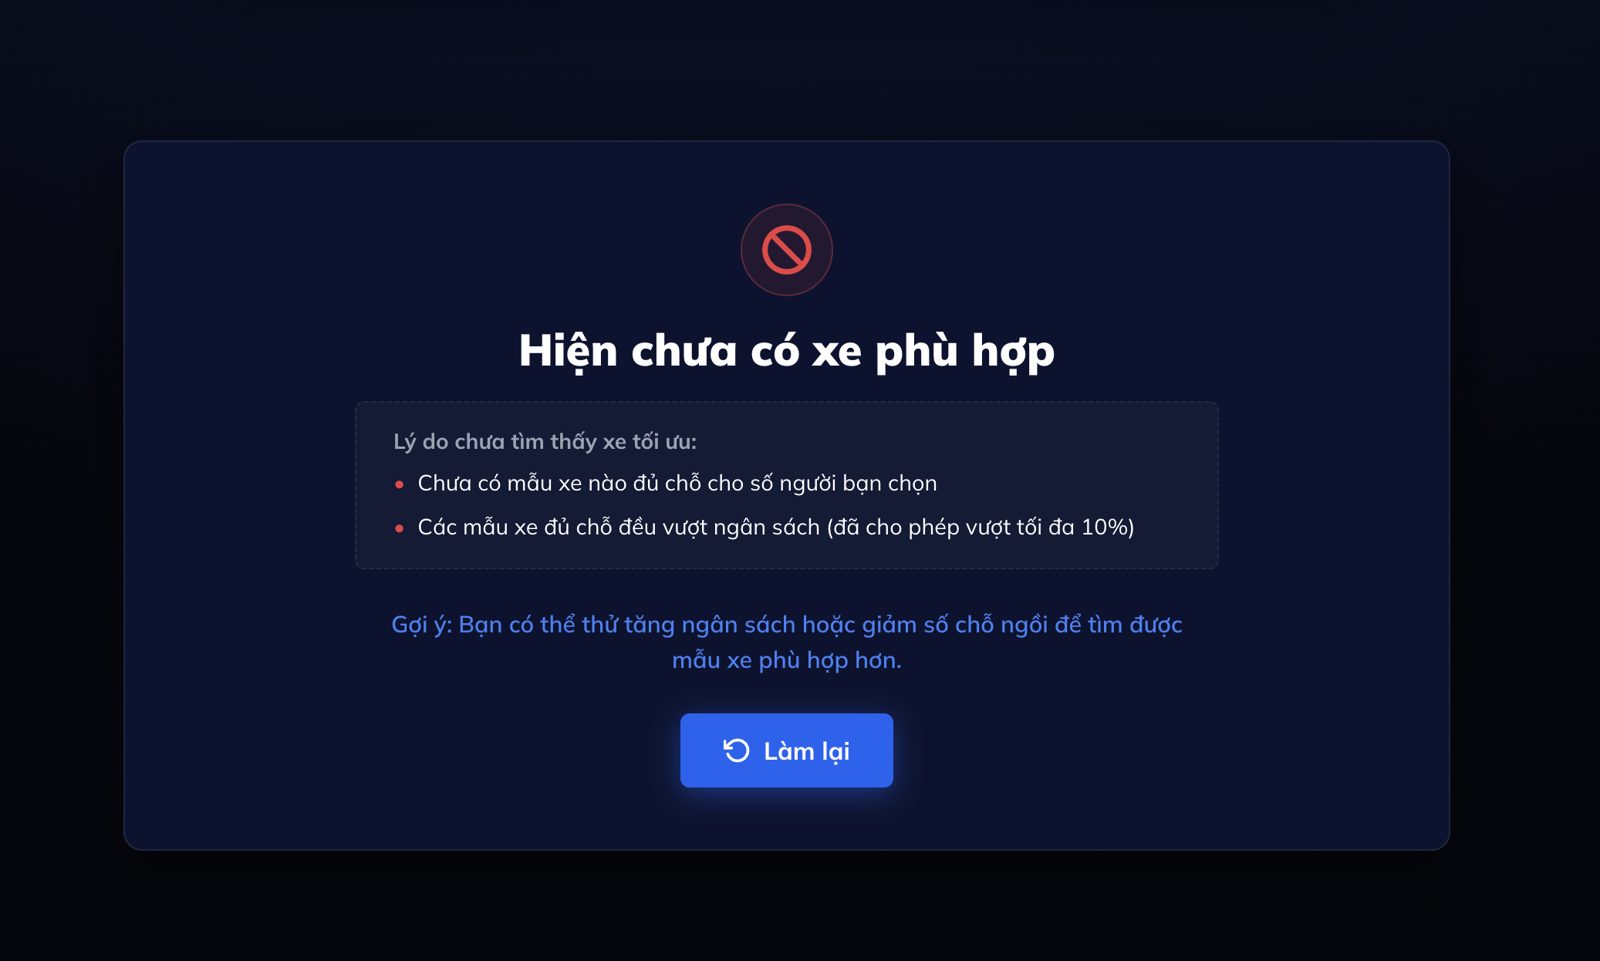 Hiện chưa có xe phù hợp
Lý do chưa tìm thấy xe tối ưu:
Chưa có mẫu xe nào đủ chỗ cho số người bạn chọn
Các mẫu xe đủ chỗ đều vượt ngân sách (đã cho phép vượt tối đa 10%)
Gợi ý: Bạn có thể thử tăng ngân sách hoặc giảm số chỗ ngồi để tìm được
mẫu xe phù hợp hơn.
Làm lại